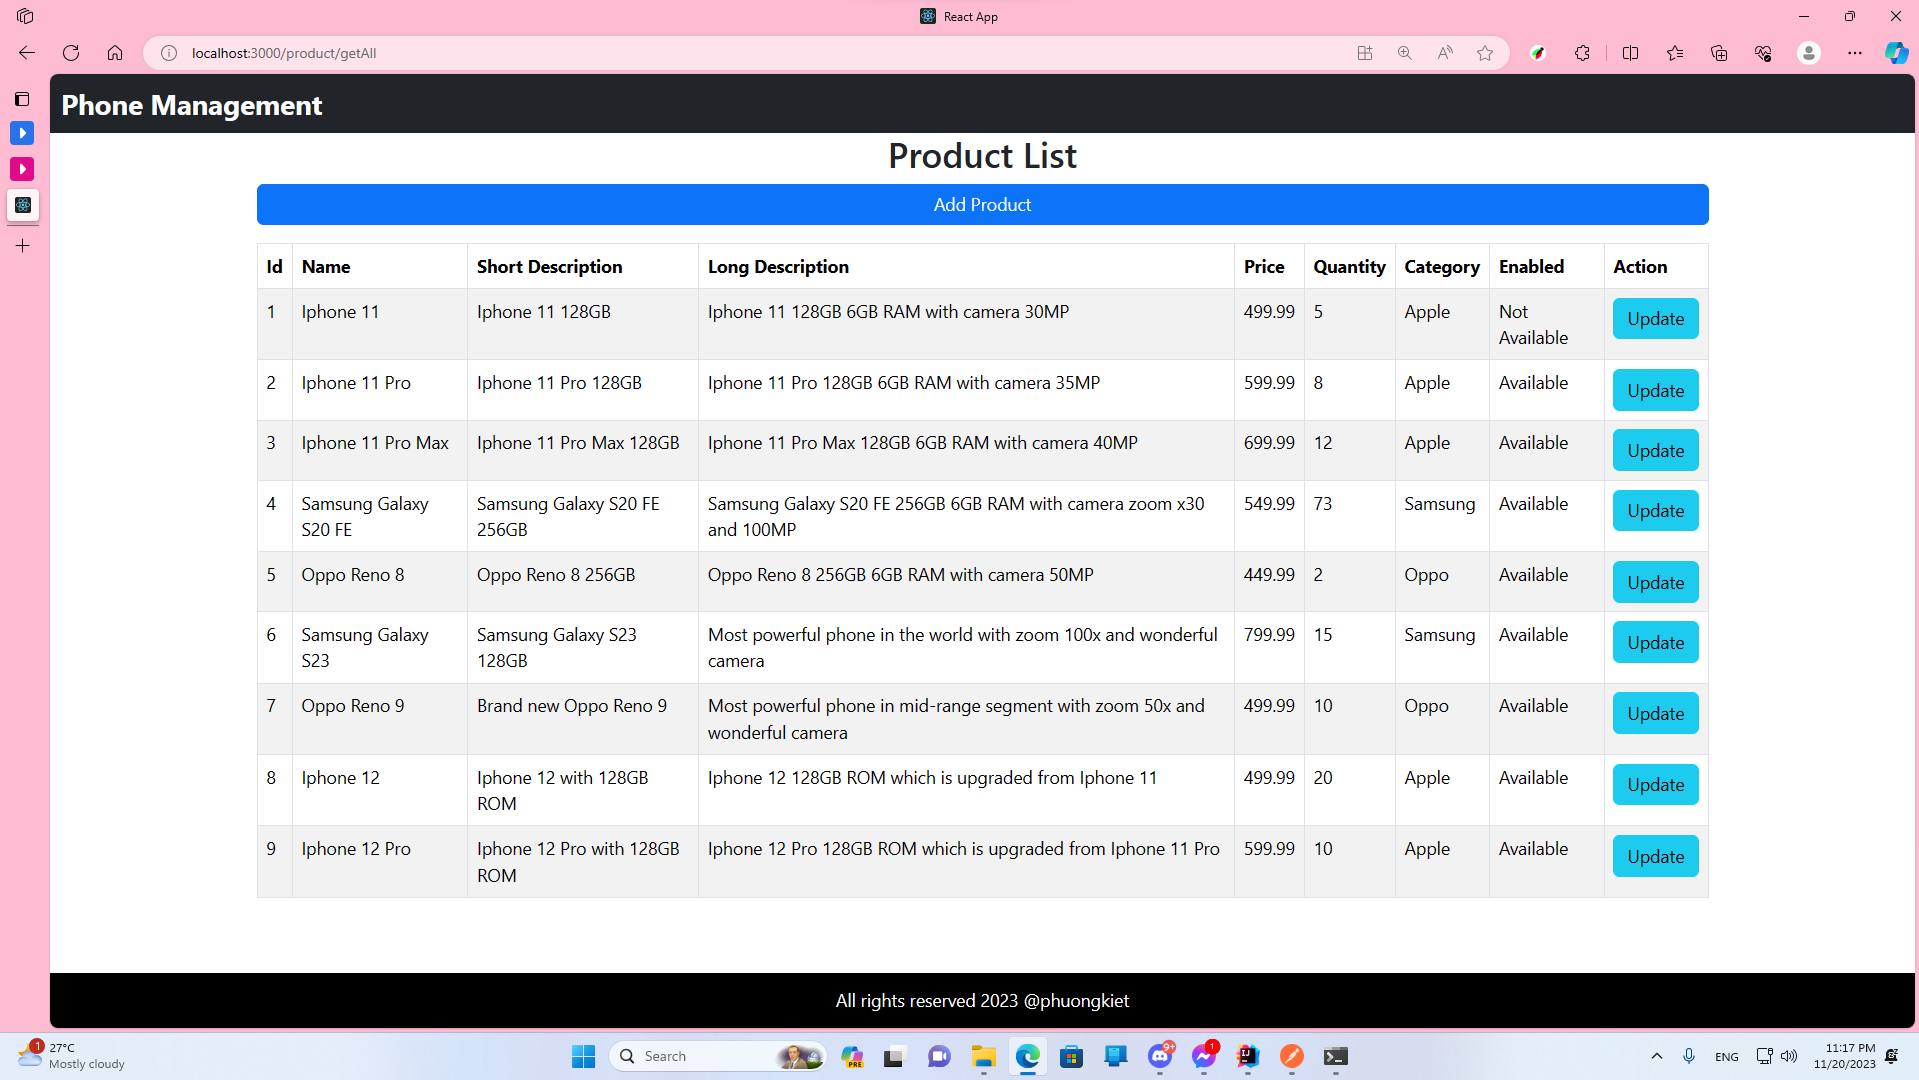 React App
localhost:3000/product/getAll
Phone Management
Product List
Add Product
Id Name Short Description Long Description Price Quantity Category Enabled Action
1 Iphone 11 Iphone 11 128GB Iphone 11 128GB 6GB RAM with camera 30MP 499.99 5 Apple Not Update
Available
2 Iphone 11 Pro Iphone 11 Pro 128GB Iphone 11 Pro 128GB 6GB RAM with camera 35MP 599.99 8 Apple Available Update
3 Iphone 11 Pro Max Iphone 11 Pro Max 128GB Iphone 11 Pro Max 128GB 6GB RAM with camera 40MP 699.99 12 Apple Available Update
4 Samsung Galaxy Samsung Galaxy S20 FE Samsung Galaxy S20 FE 256GB 6GB RAM with camera zoom x30 549.99 73 Samsung Available Update
S20 FE 256GB and 100MP
5 Oppo Reno 8 Oppo Reno 8 256GB Oppo Reno 8 256GB 6GB RAM with camera 50MP 449.99 2 Oppo Available Update
6 Samsung Galaxy Samsung Galaxy S23 Most powerful phone in the world with zoom 100x and wonderful 799.99 15 Samsung Available Update
S23 128GB camera
7 Oppo Reno 9 Brand new Oppo Reno 9 Most powerful phone in mid-range segment with zoom 50x and 499.99 10 Oppo Available Update
wonderful camera
8 Iphone 12 Iphone 12 with 128GB Iphone 12 128GB ROM which is upgraded from Iphone 11 499.99 20 Apple Available Update
ROM
9 Iphone 12 Pro Iphone 12 Pro with 128GB Iphone 12 Pro 128GB ROM which is upgraded from Iphone 11 Pro 599.99 10 Apple Available Update
ROM
All rights reserved 2023 @phuongkiet
1 27°C
Mostly cloudy
Search
PRE
9+
1
ENG
11:17 PM
11/20/2023